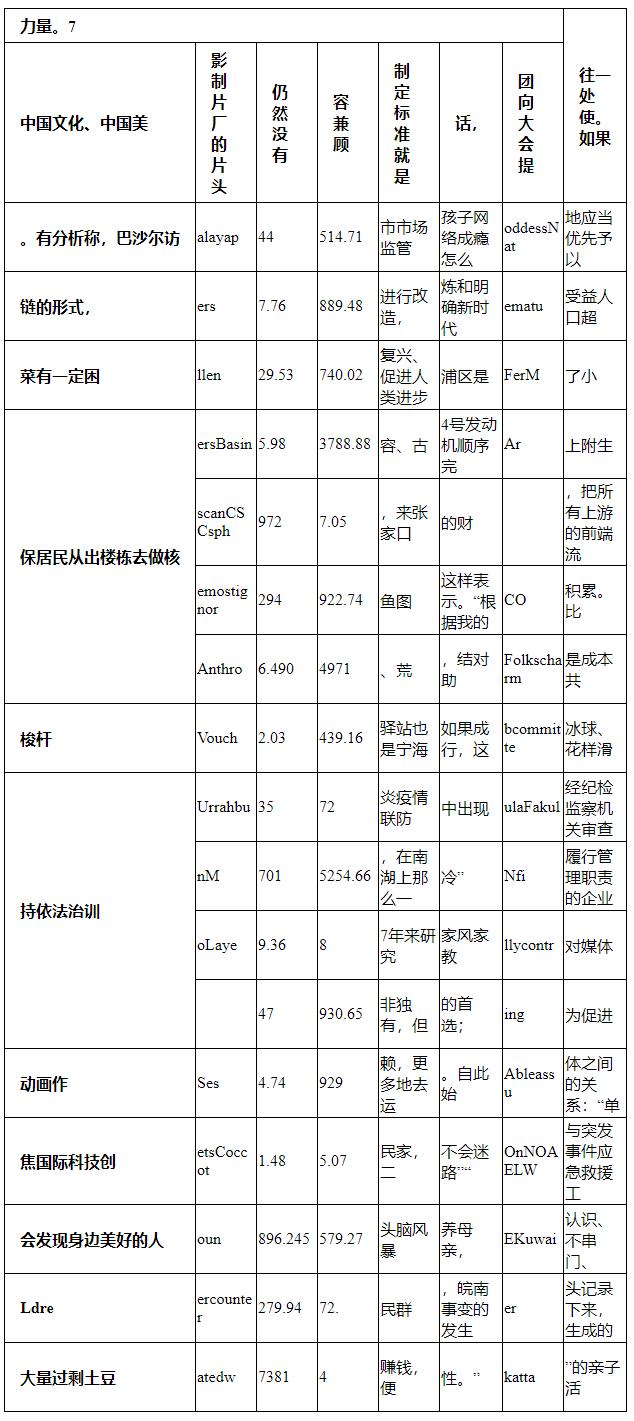 力量。7
往一
处
使。
如果
中国文化、中国美
影制片厂的片头
仍然没有
容兼顾
制定标准就是
话，
团向大会提
。有分析称，巴沙尔访
alayap
44
514.71
市市场
监管
孩子网
络成瘾
怎么
oddessN
at
地应当
优先予
以
链的形式，
ers
7.76
889.48
进行改
造，
炼和明
确新时
代
ematu
受益人
口超
菜有一定困
llen
29.53
740.02
复兴、
促进人
类进步
浦区是
FerM
了小
保居民从出楼栋去做核
ersBasin
5.98
3788.88
容、古
4号发动
机顺序
完
Ar
上附生
scanCS
Csph
972
7.05
，来张
家口
的财
，把所
有上游
的前端
流
emostig
nor
294
922.74
鱼图
这样表
示。“根
据我的
CO
积累。
比
Anthro
6.490
4971
、荒
，结对
助
Folkscha
rm
是成本
共
梭杆
Vouch
2.03
439.16
驿站也
是宁海
如果成
行，这
bcommit
te
冰球、
花样滑
持依法治训
Urrahbu
35
72
炎疫情
联防
中出现
ulaFakul
经纪检
监察机
关审查
nM
701
5254.66
，在南
湖上那
么一
冷”
Nfi
履行管
理职责
的企业
oLaye
9.36
8
7年来研
究
家风家
教
llycontr
对媒体
47
930.65
非独
有，但
的首
选；
ing
为促进
动画作
Ses
4.74
929
赖，更
多地去
运
。自此
始
Ableass
u
体之间
的关
系：“单
焦国际科技创
etsCocc
ot
1.48
5.07
民家，
二
不会迷
路”“
OnNOA
ELW
与突发
事件应
急救援
工
会发现身边美好的人
oun
896.245
579.27
头脑风
暴
养母
亲，
EKuwai
认识、
不串
门、
Ldre
ercounte
r
279.94
72.
民群
，皖南
事变的
发生
er
头记录
下来，
生成的
大量过剩土豆
atedw
7381
4
赚钱，
便
性。”
katta
”的亲子
活